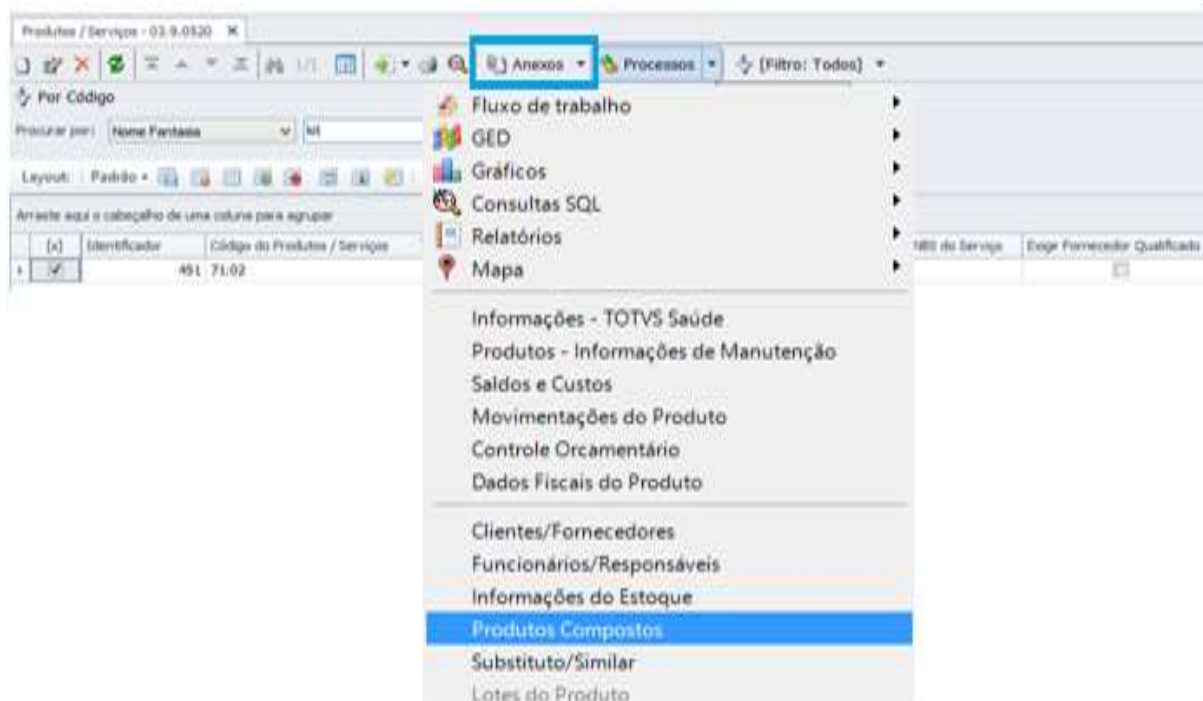 Produtos / Serviços - 03.9.0820 ✕
Anexos Processos [Filtro: Todos]
Por Código
Procurar por: Nome Fantasia kit
Layout: Padrão
Arraste aqui o cabeçalho de uma coluna para agrupar
[x] Identificador Código do Produtos / Serviços NBS do Serviço Exigir Fornecedor Qualificado
451 71.02
Fluxo de trabalho
GED
Gráficos
Consultas SQL
Relatórios
Mapa
Informações - TOTVS Saúde
Produtos - Informações de Manutenção
Saldos e Custos
Movimentações do Produto
Controle Orcamentário
Dados Fiscais do Produto
Clientes/Fornecedores
Funcionários/Responsáveis
Informações do Estoque
Produtos Compostos
Substituto/Similar
Lotes do Produto